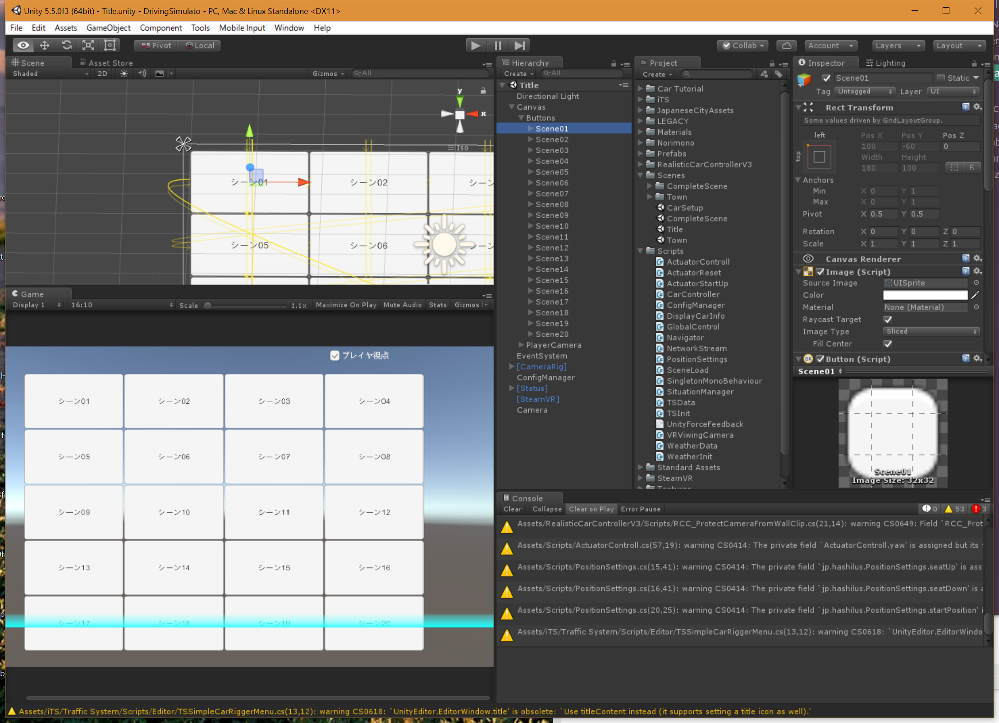 Unity 5.5.0f3 (64bit) - Title.unity - DrivingSimulato - PC, Mac & Linux Standalone <DX11>
File Edit Assets GameObject Component Tools Mobile Input Window Help
Pivot Local
Collab Account Layers Layout
Scene Asset Store
Shaded 2D Gizmos All
y
x
Iso
シーン01 シーン02 シーン
シーン05 シーン06 シーン
Game
Display 1 16:10 Scale 1.1x Maximize On Play Mute Audio Stats Gizmos
プレイヤ視点
シーン01 シーン02 シーン03 シーン04
シーン05 シーン06 シーン07 シーン08
シーン09 シーン10 シーン11 シーン12
シーン13 シーン14 シーン15 シーン16
シーン17 シーン18 シーン19 シーン20
Hierarchy
Create All
Title
Directional Light
Canvas
Buttons
Scene01
Scene02
Scene03
Scene04
Scene05
Scene06
Scene07
Scene08
Scene09
Scene10
Scene11
Scene12
Scene13
Scene14
Scene15
Scene16
Scene17
Scene18
Scene19
Scene20
PlayerCamera
EventSystem
[CameraRig]
ConfigManager
[Status]
[SteamVR]
Camera
Project
Create
Car Tutorial
iTS
JapaneseCityAssets
LEGACY
Materials
Norimono
Prefabs
RealisticCarControllerV3
Scenes
CompleteScene
Town
CarSetup
CompleteScene
Title
Town
Scripts
ActuatorControll
ActuatorReset
ActuatorStartUp
CarController
ConfigManager
DisplayCarInfo
GlobalControl
Navigator
NetworkStream
PositionSettings
SceneLoad
SingletonMonoBehaviour
SituationManager
TSData
TSInit
UnityForceFeedback
VRViwingCamera
WeatherData
WeatherInit
Standard Assets
SteamVR
Textures
Inspector Lighting
Scene01 Static
Tag Untagged Layer UI
Rect Transform
Some values driven by GridLayoutGroup.
left Pos X Pos Y Pos Z
top 100 -60 0
Width Height
180 100 R
Anchors
Min X 0 Y 1
Max X 0 Y 1
Pivot X 0.5 Y 0.5
Rotation X 0 Y 0 Z 0
Scale X 1 Y 1 Z 1
Canvas Renderer
Image (Script)
Source Image UISprite
Color
Material None (Material)
Raycast Target
Image Type Sliced
Fill Center
OK Button (Script)
Scene01
Scene01
Image Size: 32x32
Console
Clear Collapse Clear on Play Error Pause 0 53 3
Assets/RealisticCarControllerV3/Scripts/RCC_ProtectCameraFromWallClip.cs(21,14): warning CS0649: Field `RCC_Prot
Assets/Scripts/ActuatorControll.cs(57,19): warning CS0414: The private field `ActuatorControll.yaw' is assigned but its
Assets/Scripts/PositionSettings.cs(15,41): warning CS0414: The private field `jp.hashilus.PositionSettings.seatUp' is ass
Assets/Scripts/PositionSettings.cs(16,41): warning CS0414: The private field `jp.hashilus.PositionSettings.seatDown' is
Assets/Scripts/PositionSettings.cs(20,25): warning CS0414: The private field `jp.hashilus.PositionSettings.startPosition'
Assets/iTS/Traffic System/Scripts/Editor/TSSimpleCarRiggerMenu.cs(13,12): warning CS0618: `UnityEditor.EditorWindo
Assets/iTS/Traffic System/Scripts/Editor/TSSimpleCarRiggerMenu.cs(13,12): warning CS0618: `UnityEditor.EditorWindow.title' is obsolete: `Use titleContent instead (it supports setting a title icon as well).'